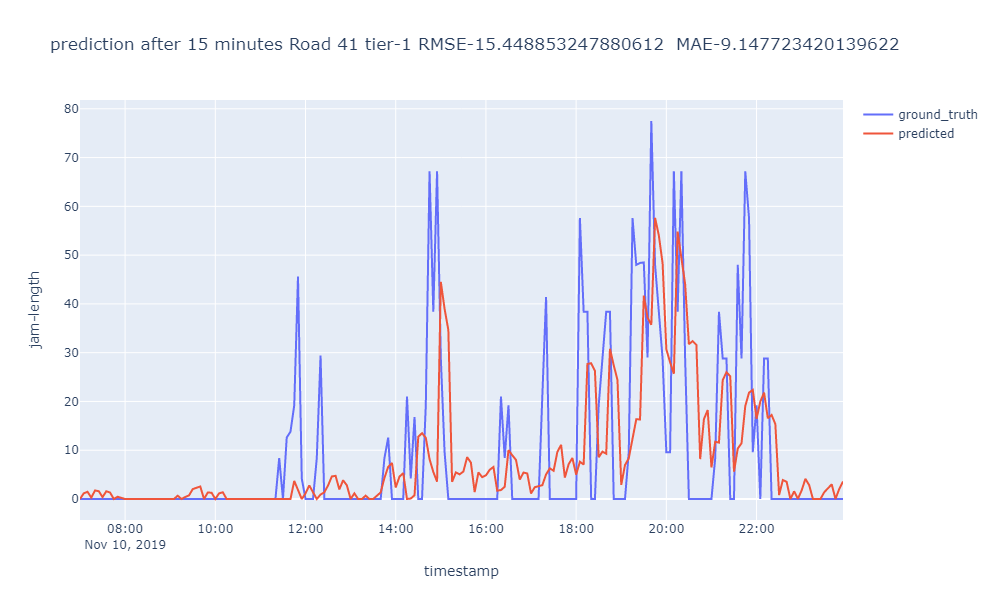 prediction after 15 minutes Road 41 tier-1 RMSE-15.448853247880612  MAE-9.147723420139622
ground_truth
predicted
80
70
60
50
40
30
20
10
0
jam-length
08:00 10:00 12:00 14:00 16:00 18:00 20:00 22:00
Nov 10, 2019
timestamp